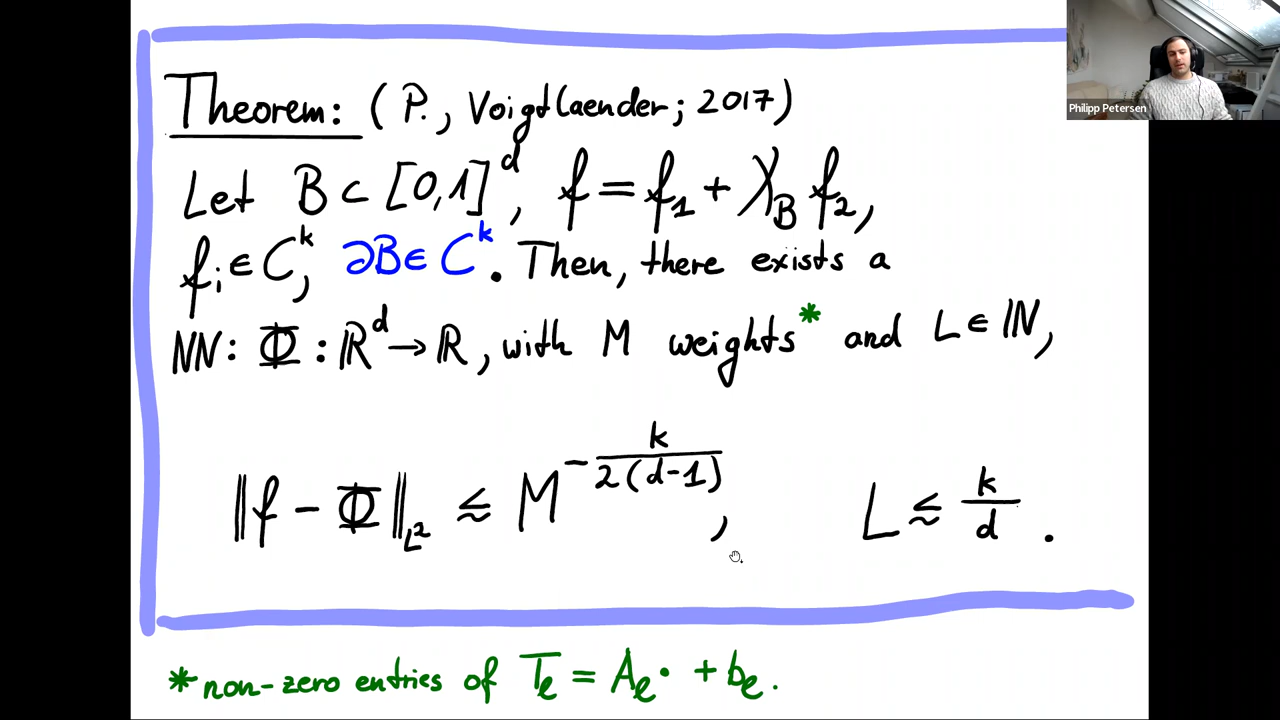 Theorem: (P., Voigtlaender; 2017)
Let B ⊂ [0,1]^d, f = f_1 + χ_B f_2,
f_i ∈ C^k, ∂B ∈ C^k. Then, there exists a
NN: Φ : ℝ^d → ℝ, with M weights* and L ∈ ℕ,
‖f − Φ‖_{L^2} ≲ M^{−k/(2(d−1))}, L ≲ k/d.
*non-zero entries of T_ℓ = A_ℓ· + b_ℓ.
Philipp Petersen